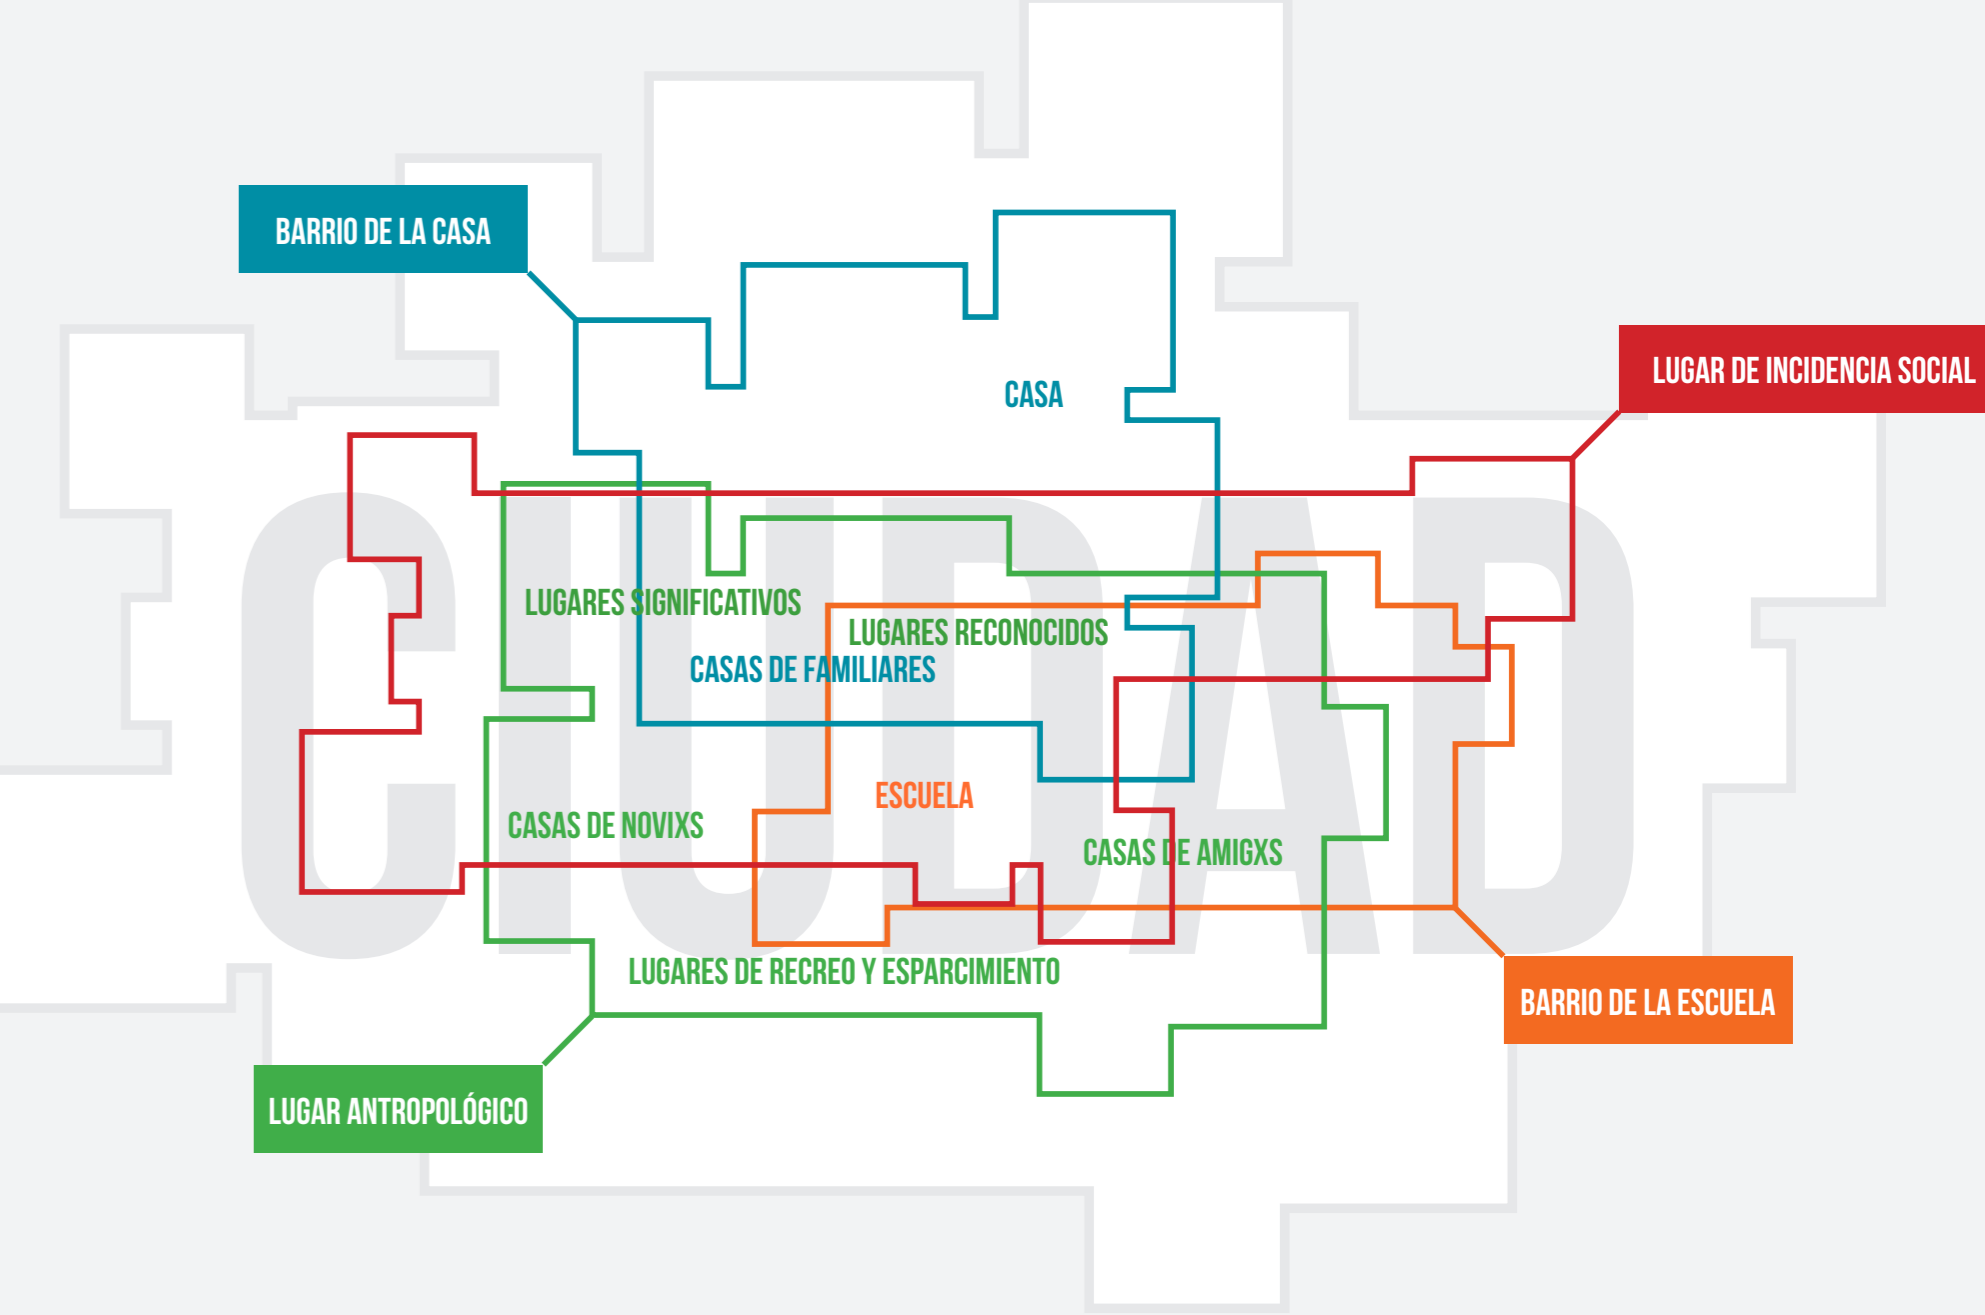 BARRIO DE LA CASA
LUGAR DE INCIDENCIA SOCIAL
CASA
CIUDAD
LUGARES SIGNIFICATIVOS
LUGARES RECONOCIDOS
CASAS DE FAMILIARES
ESCUELA
CASAS DE NOVIXS
CASAS DE AMIGXS
LUGARES DE RECREO Y ESPARCIMIENTO
BARRIO DE LA ESCUELA
LUGAR ANTROPOLÓGICO